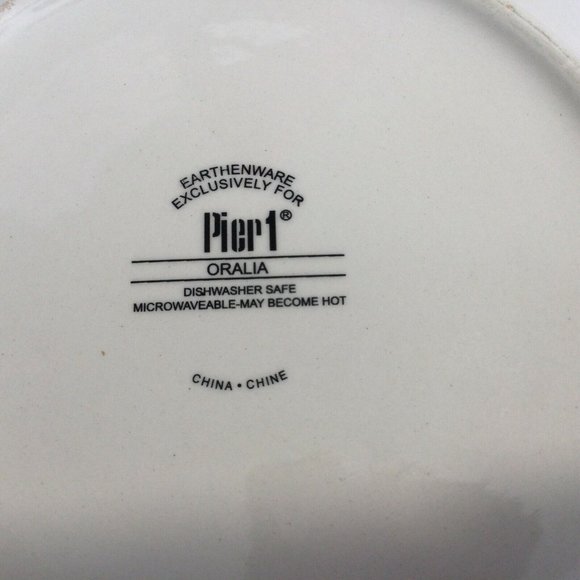 EARTHENWARE
EXCLUSIVELY FOR
Pier1®
ORALIA
DISHWASHER SAFE
MICROWAVEABLE-MAY BECOME HOT
CHINA • CHINE